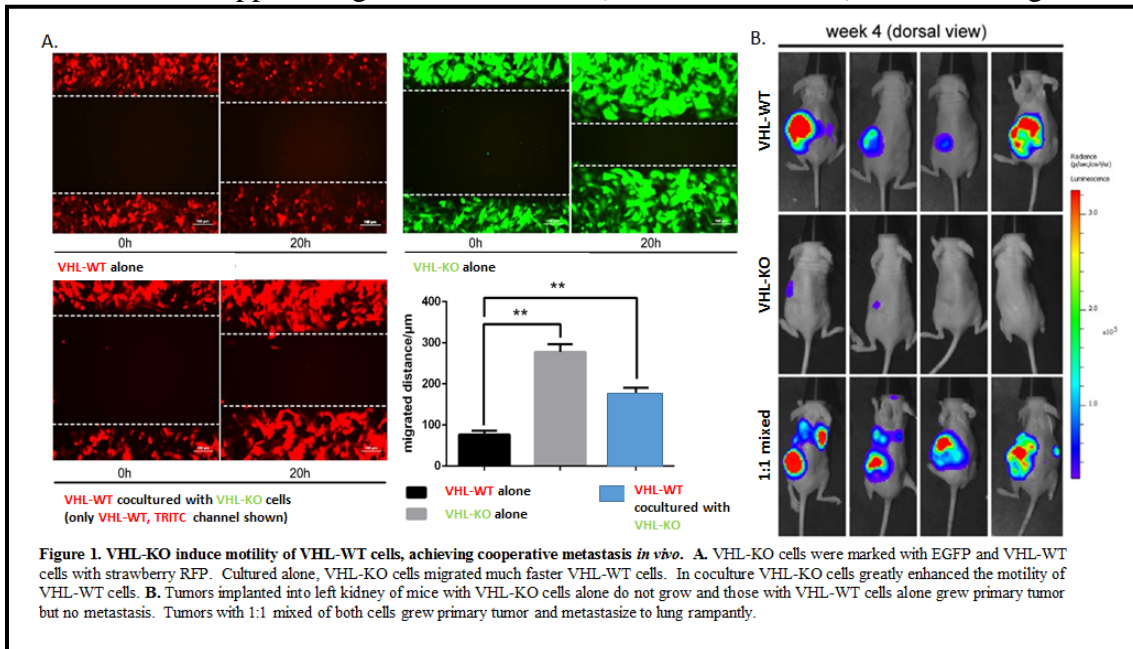 A.
0h
20h
0h
20h
VHL-WT alone
VHL-KO alone
0h
20h
VHL-WT cocultured with VHL-KO cells
(only VHL-WT, TRITC channel shown)
migrated distance/μm
400
300
200
100
0
**
**
VHL-WT alone
VHL-KO alone
VHL-WT
cocultured with
VHL-KO
B.
week 4 (dorsal view)
VHL-WT
VHL-KO
1:1 mixed
Radiance
(p/sec/cm²/sr)
Luminescence
3.0
2.0
x10⁵
1.0
Figure 1. VHL-KO induce motility of VHL-WT cells, achieving cooperative metastasis in vivo. A. VHL-KO cells were marked with EGFP and VHL-WT
cells with strawberry RFP. Cultured alone, VHL-KO cells migrated much faster VHL-WT cells. In coculture VHL-KO cells greatly enhanced the motility of
VHL-WT cells. B. Tumors implanted into left kidney of mice with VHL-KO cells alone do not grow and those with VHL-WT cells alone grew primary tumor
but no metastasis. Tumors with 1:1 mixed of both cells grew primary tumor and metastasize to lung rampantly.